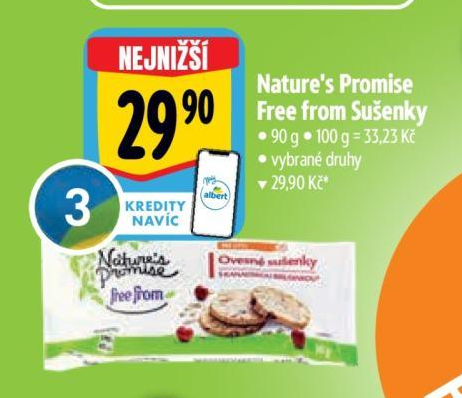 NEJNIŽŠÍ
29 90
Nature's Promise
Free from Sušenky
• 90 g • 100 g = 33,23 Kč
• vybrané druhy
▾ 29,90 Kč*
Můj
albert
3
KREDITY
NAVÍC
Nature's
Promise
free from
Ovesné sušenky